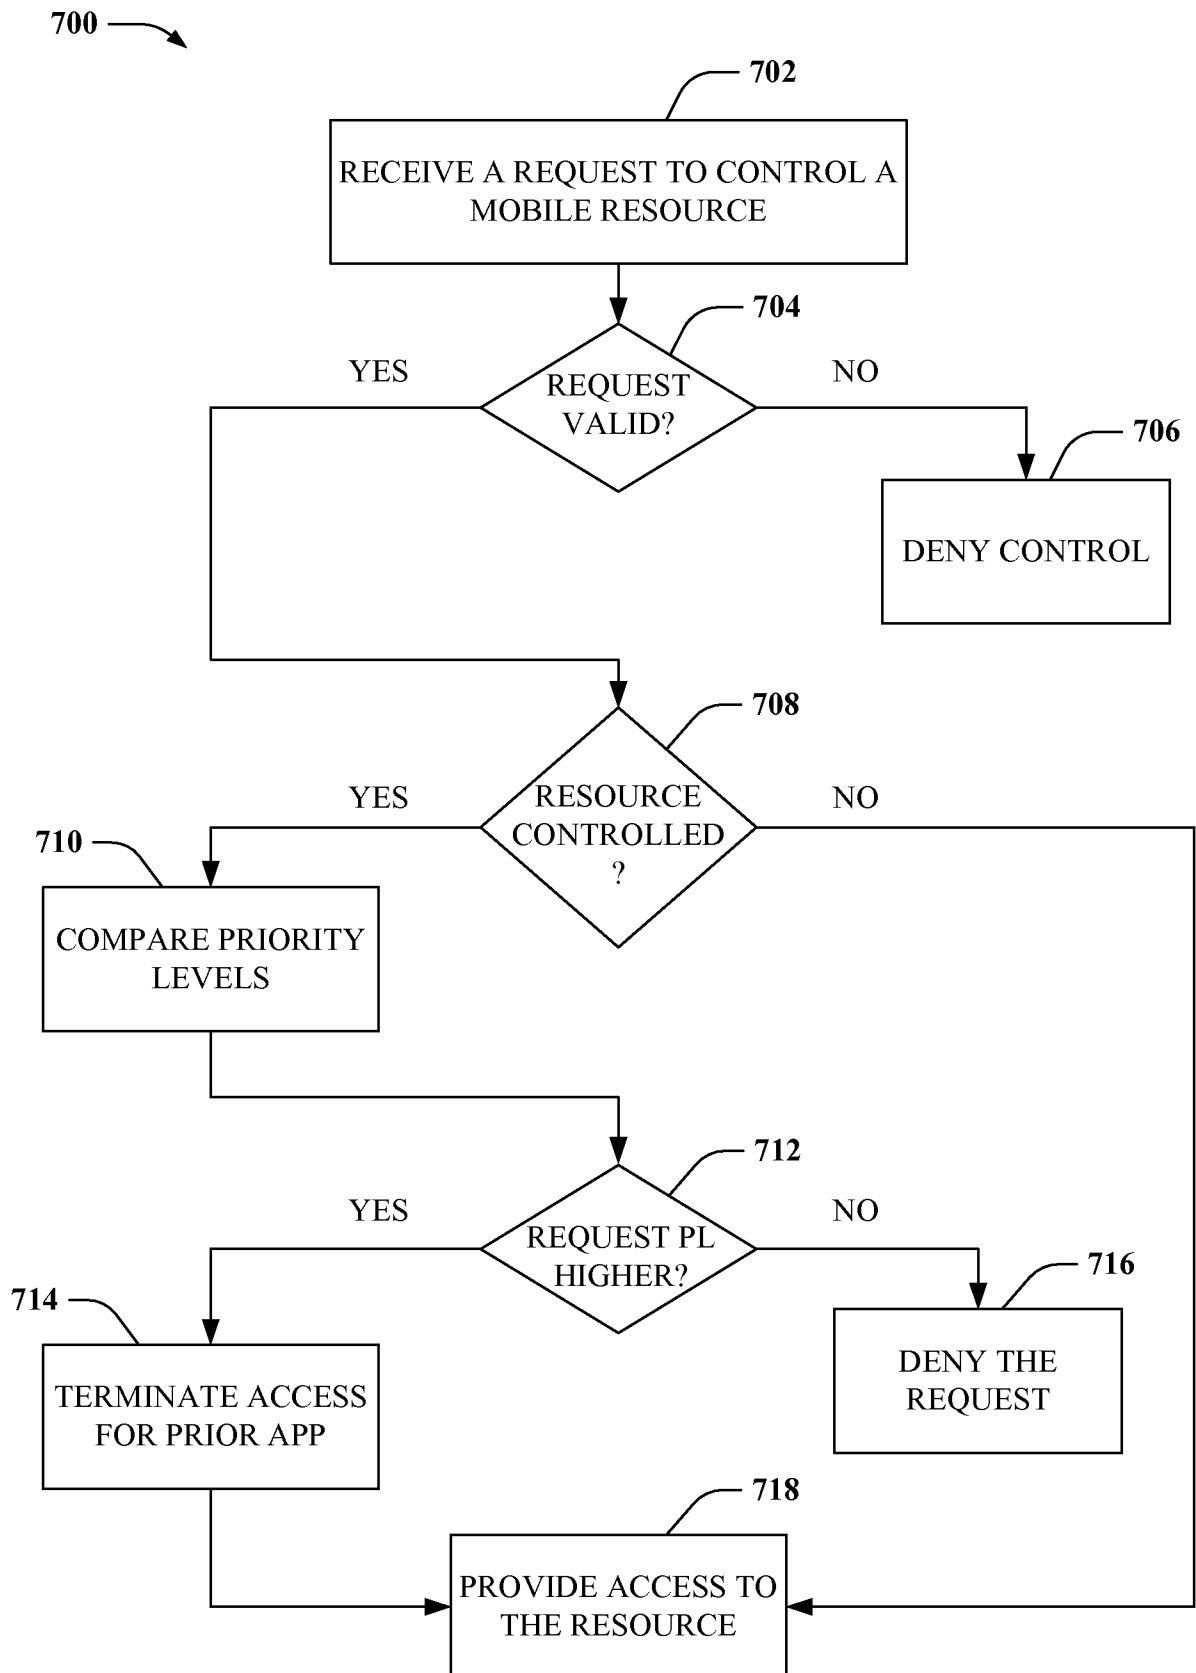 700
702
RECEIVE A REQUEST TO CONTROL A
MOBILE RESOURCE
704
YES
NO
REQUEST
VALID?
706
DENY CONTROL
708
YES
NO
RESOURCE
CONTROLLED
?
710
COMPARE PRIORITY
LEVELS
712
YES
NO
REQUEST PL
HIGHER?
714
716
TERMINATE ACCESS
FOR PRIOR APP
DENY THE
REQUEST
718
PROVIDE ACCESS TO
THE RESOURCE